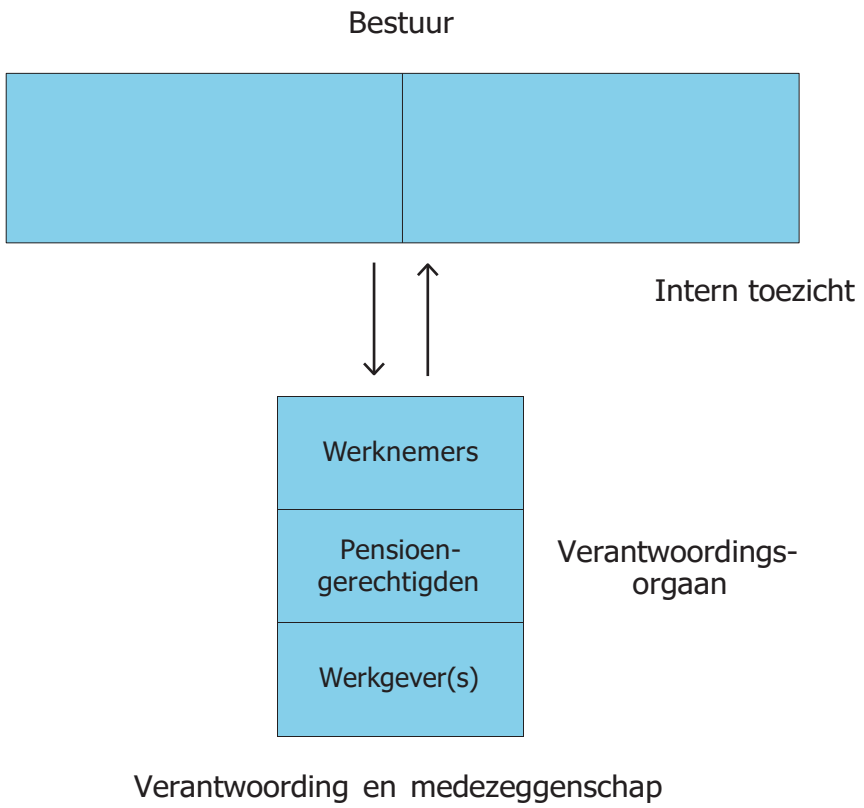 Bestuur
Intern toezicht
Werknemers
Pensioen-
gerechtigden
Werkgever(s)
Verantwoordings-
orgaan
Verantwoording en medezeggenschap